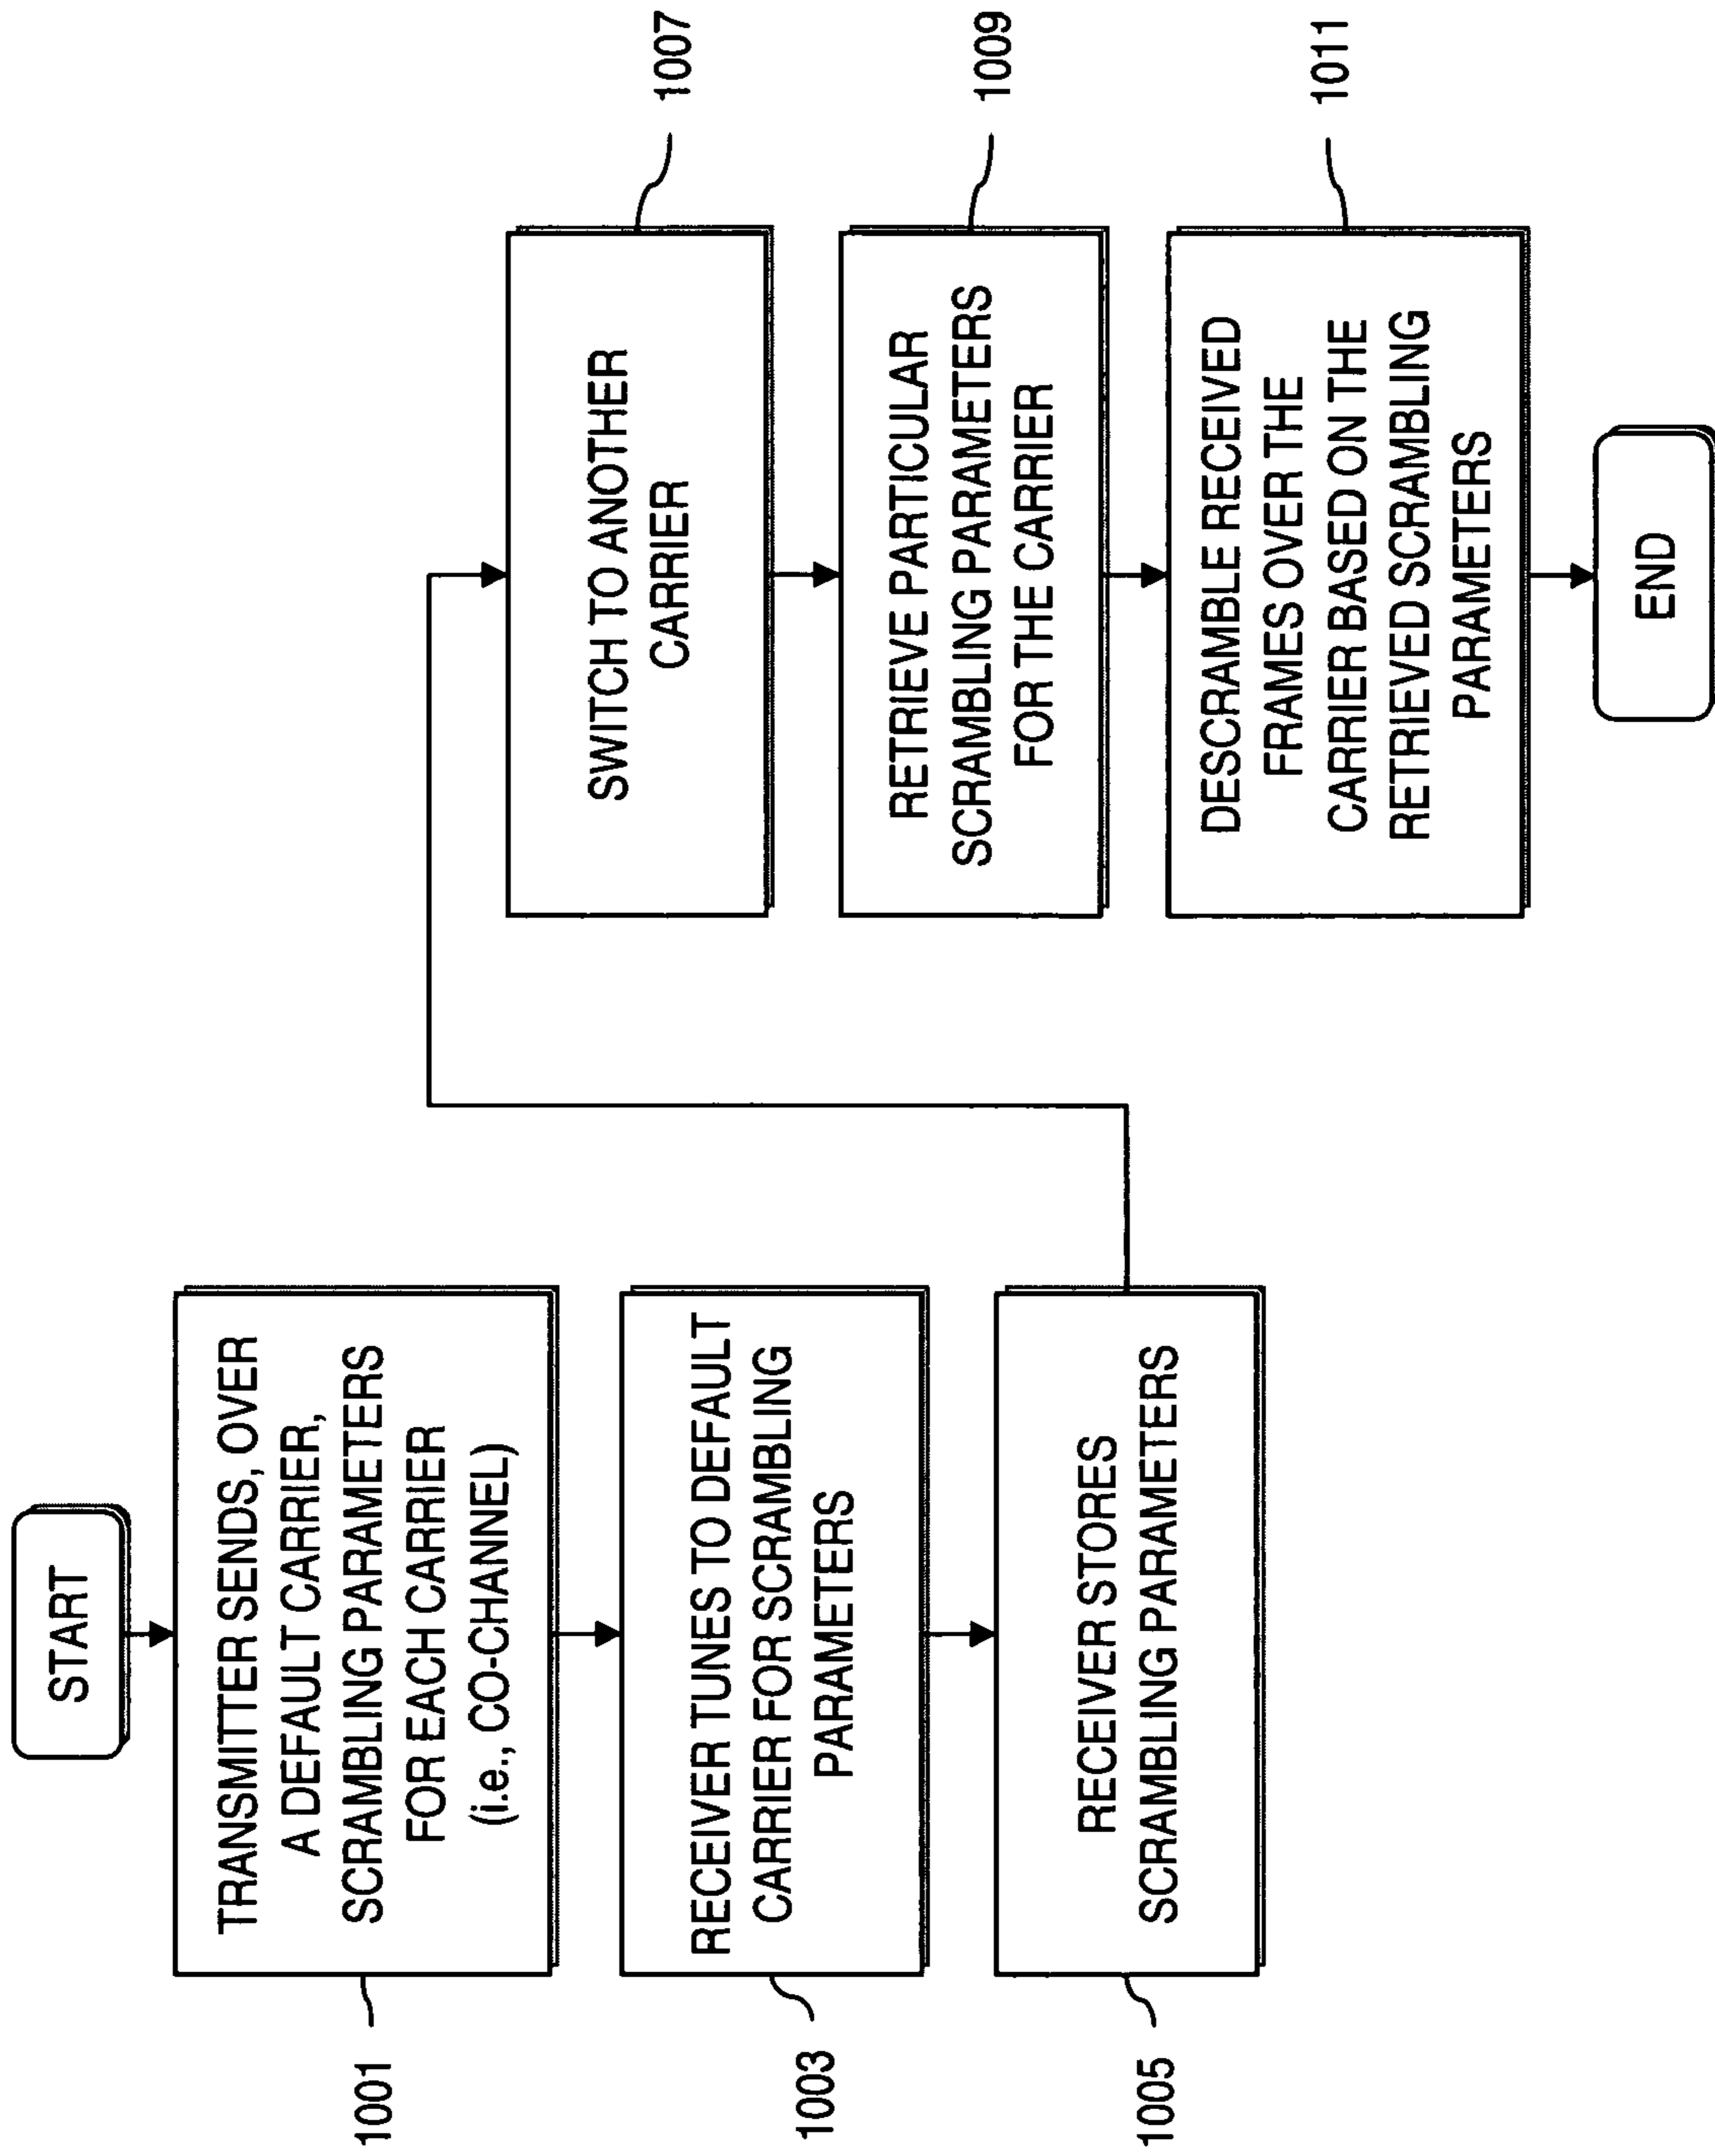 START
TRANSMITTER SENDS, OVER
A DEFAULT CARRIER,
SCRAMBLING PARAMETERS
FOR EACH CARRIER
(i.e., CO-CHANNEL)
1001
RECEIVER TUNES TO DEFAULT
CARRIER FOR SCRAMBLING
PARAMETERS
1003
RECEIVER STORES
SCRAMBLING PARAMETERS
1005
SWITCH TO ANOTHER
CARRIER
1007
RETRIEVE PARTICULAR
SCRAMBLING PARAMETERS
FOR THE CARRIER
1009
DESCRAMBLE RECEIVED
FRAMES OVER THE
CARRIER BASED ON THE
RETRIEVED SCRAMBLING
PARAMETERS
1011
END